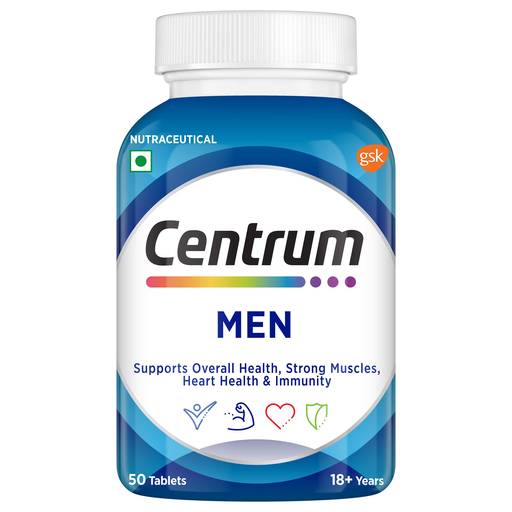 NUTRACEUTICAL
gsk
Centrum
MEN
Supports Overall Health, Strong Muscles,
Heart Health & Immunity
50 Tablets
18+ Years